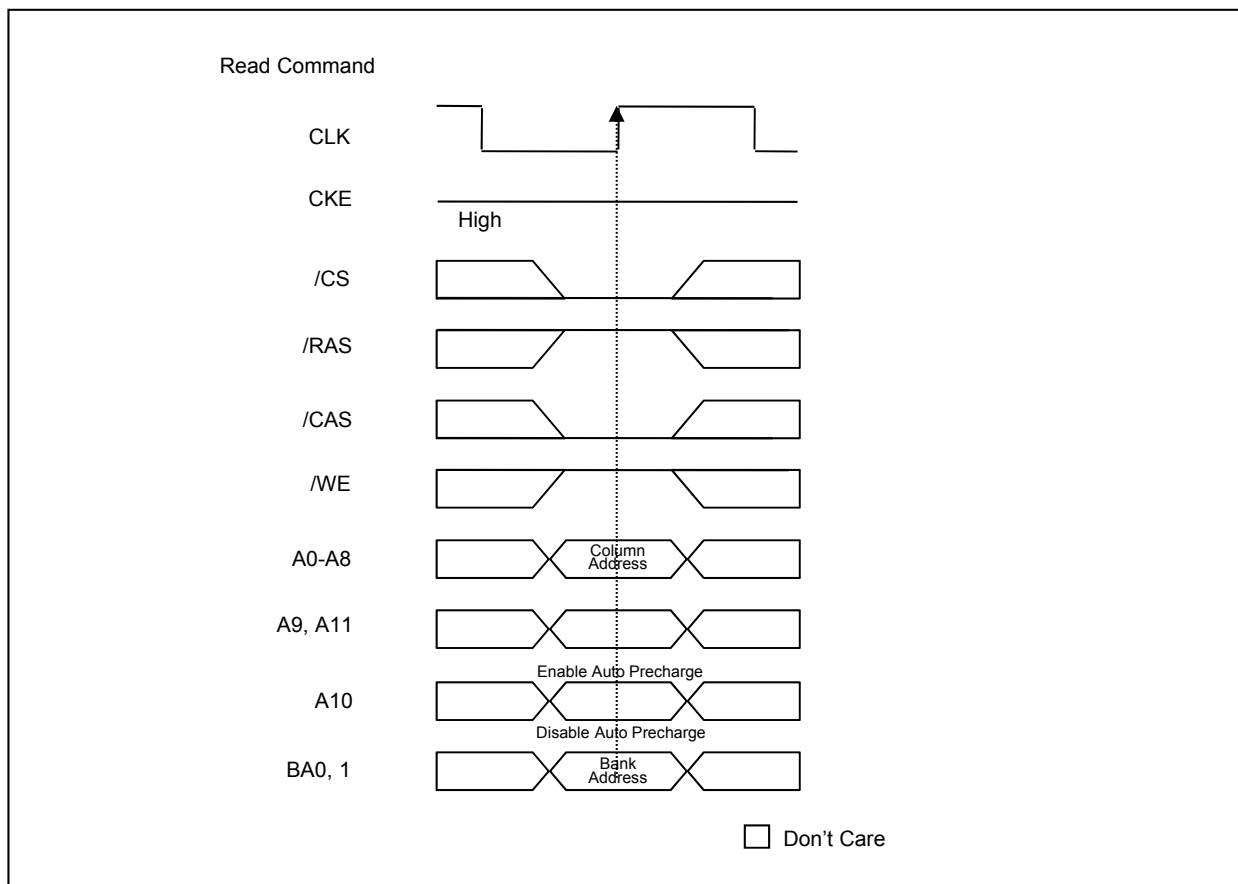 Read Command
CLK
CKE
High
/CS
/RAS
/CAS
/WE
A0-A8
Column
Address
A9, A11
Enable Auto Precharge
A10
Disable Auto Precharge
BA0, 1
Bank
Address
Don't Care